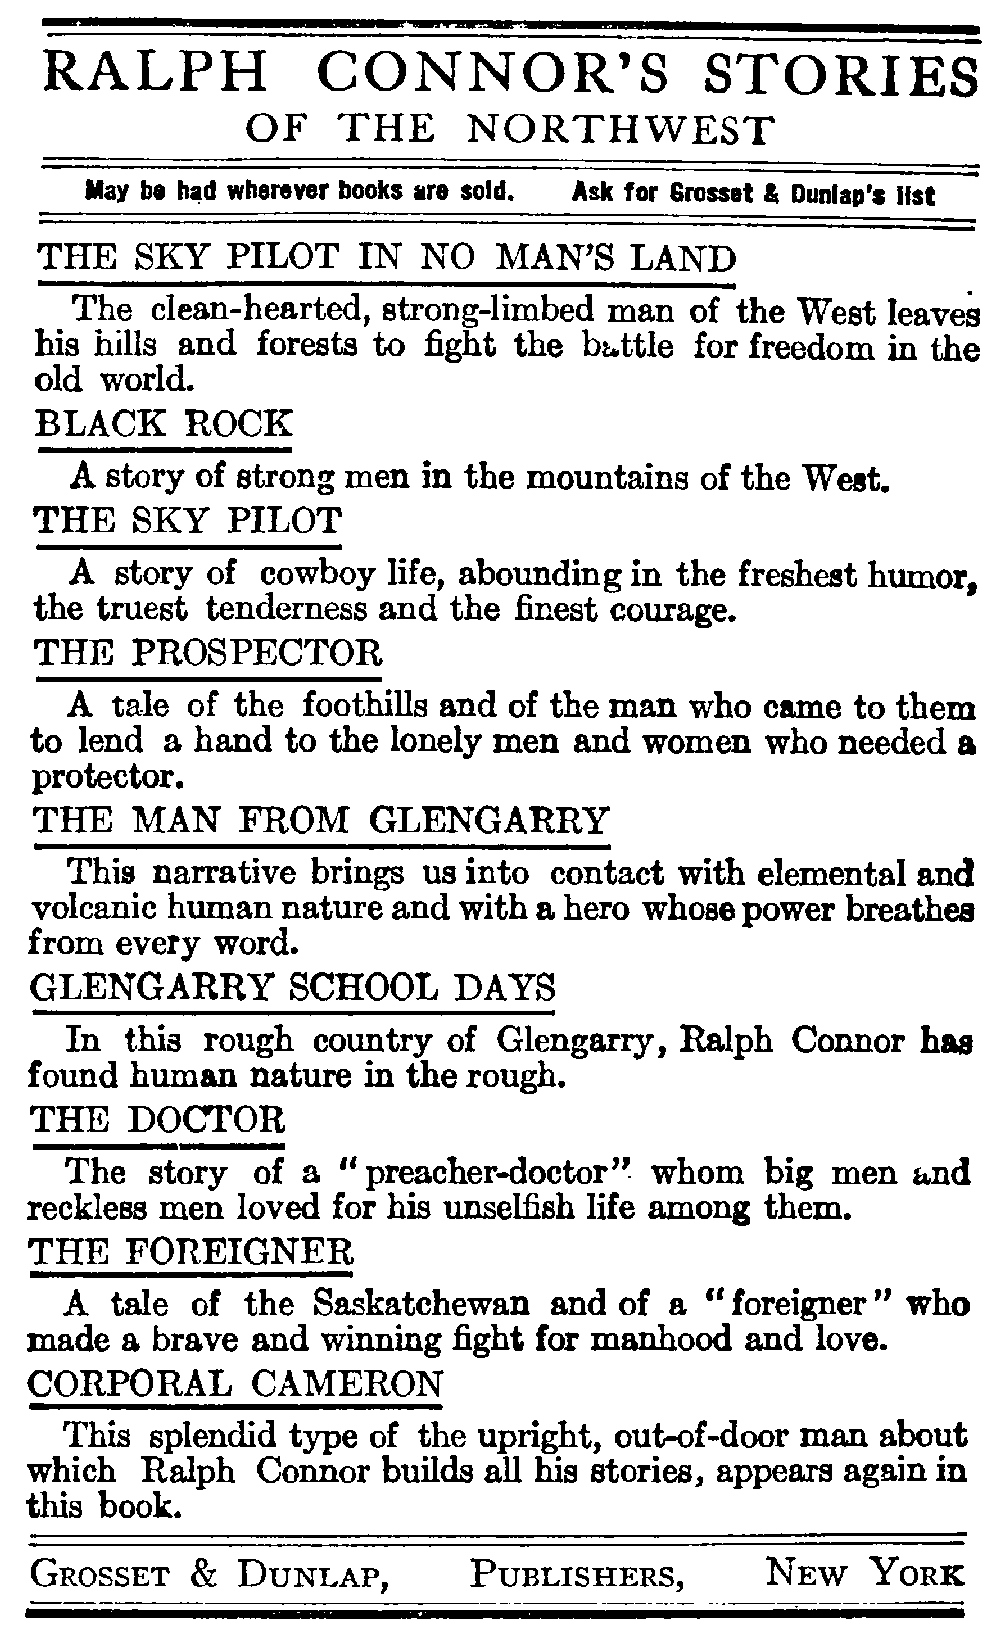 RALPH CONNOR'S STORIES
OF THE NORTHWEST
May be had wherever books are sold. Ask for Grosset & Dunlap's list
THE SKY PILOT IN NO MAN'S LAND
The clean-hearted, strong-limbed man of the West leaves
his hills and forests to fight the battle for freedom in the
old world.
BLACK ROCK
A story of strong men in the mountains of the West.
THE SKY PILOT
A story of cowboy life, abounding in the freshest humor,
the truest tenderness and the finest courage.
THE PROSPECTOR
A tale of the foothills and of the man who came to them
to lend a hand to the lonely men and women who needed a
protector.
THE MAN FROM GLENGARRY
This narrative brings us into contact with elemental and
volcanic human nature and with a hero whose power breathes
from every word.
GLENGARRY SCHOOL DAYS
In this rough country of Glengarry, Ralph Connor has
found human nature in the rough.
THE DOCTOR
The story of a "preacher-doctor" whom big men and
reckless men loved for his unselfish life among them.
THE FOREIGNER
A tale of the Saskatchewan and of a "foreigner" who
made a brave and winning fight for manhood and love.
CORPORAL CAMERON
This splendid type of the upright, out-of-door man about
which Ralph Connor builds all his stories, appears again in
this book.
GROSSET & DUNLAP, PUBLISHERS, NEW YORK